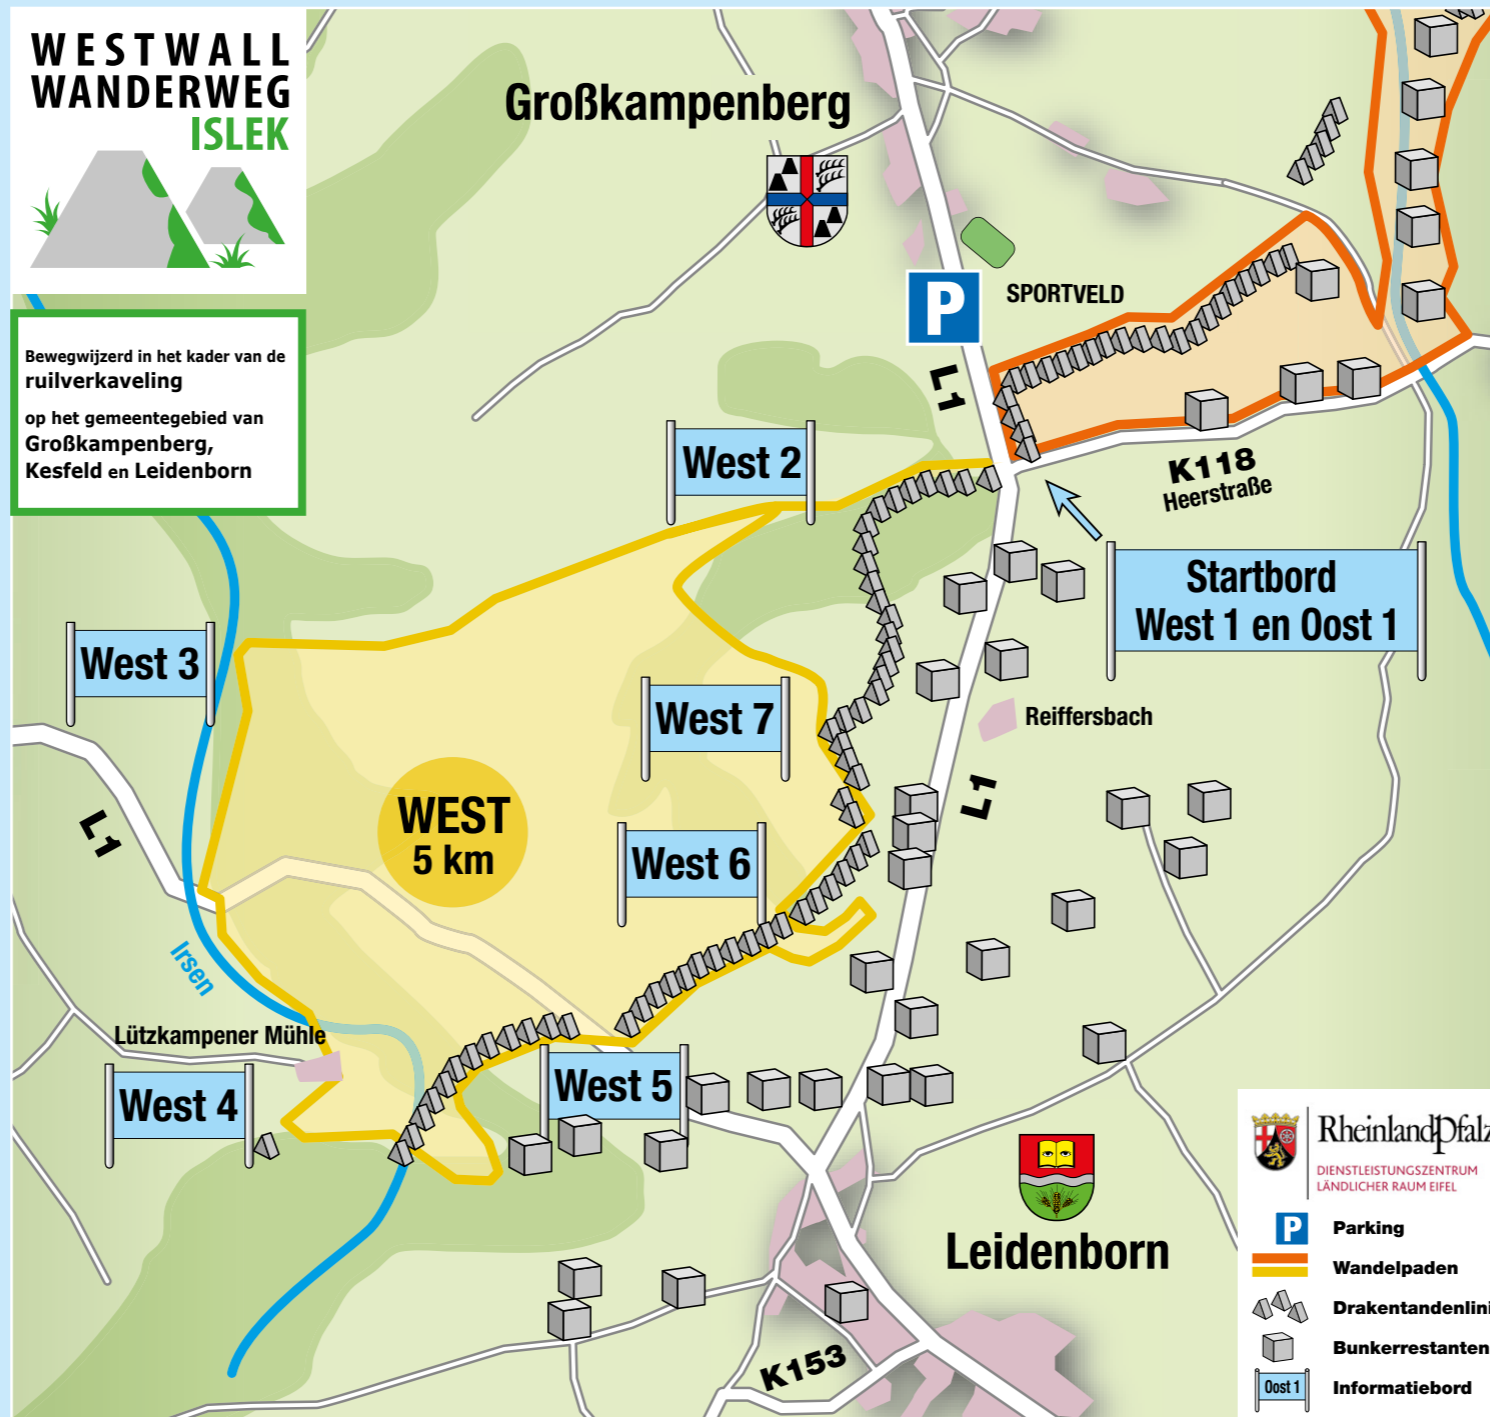 WESTWALL
WANDERWEG
ISLEK
Bewegwijzerd in het kader van de
ruilverkaveling
op het gemeentegebied van
Großkampenberg,
Kesfeld en Leidenborn
Großkampenberg
P
SPORTVELD
L1
K118
Heerstraße
West 2
Startbord
West 1 en Oost 1
West 3
West 7
Reiffersbach
L1
L1
WEST
5 km
West 6
Irsen
Lützkampener Mühle
West 4
West 5
Leidenborn
K153
RheinlandPfalz
DIENSTLEISTUNGSZENTRUM
LÄNDLICHER RAUM EIFEL
P Parking
Wandelpaden
Drakentandenlini
Bunkerrestanten
Oost 1 Informatiebord